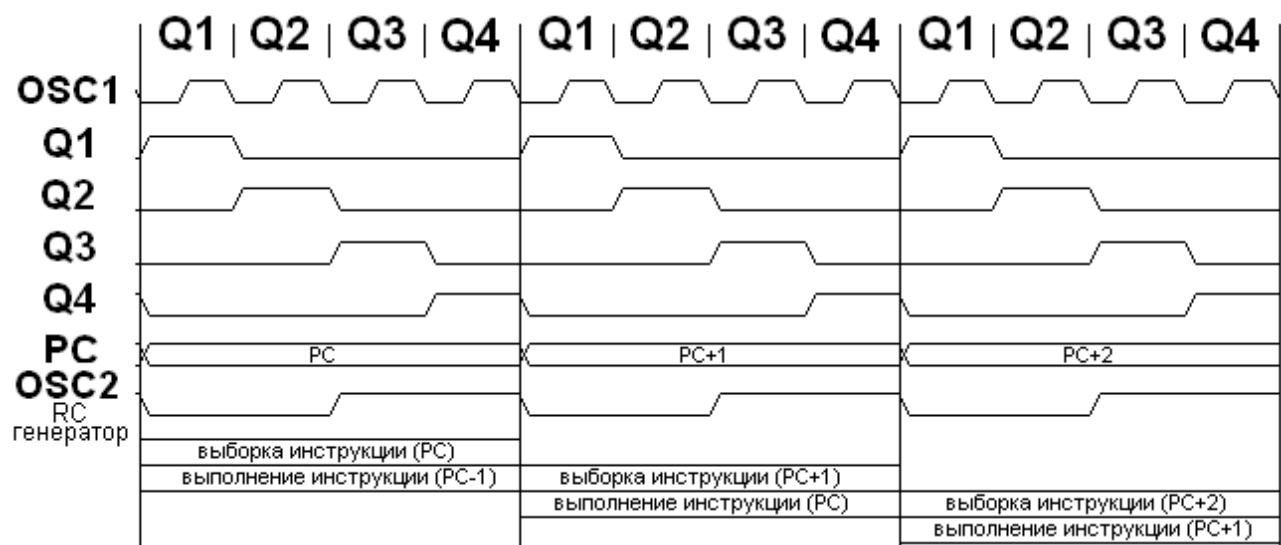 Q1 | Q2 | Q3 | Q4 | Q1 | Q2 | Q3 | Q4 | Q1 | Q2 | Q3 | Q4
OSC1
Q1
Q2
Q3
Q4
PC PC PC+1 PC+2
OSC2
RC
генератор
выборка инструкции (PC)
выполнение инструкции (PC-1) выборка инструкции (PC+1)
выполнение инструкции (PC) выборка инструкции (PC+2)
выполнение инструкции (PC+1)